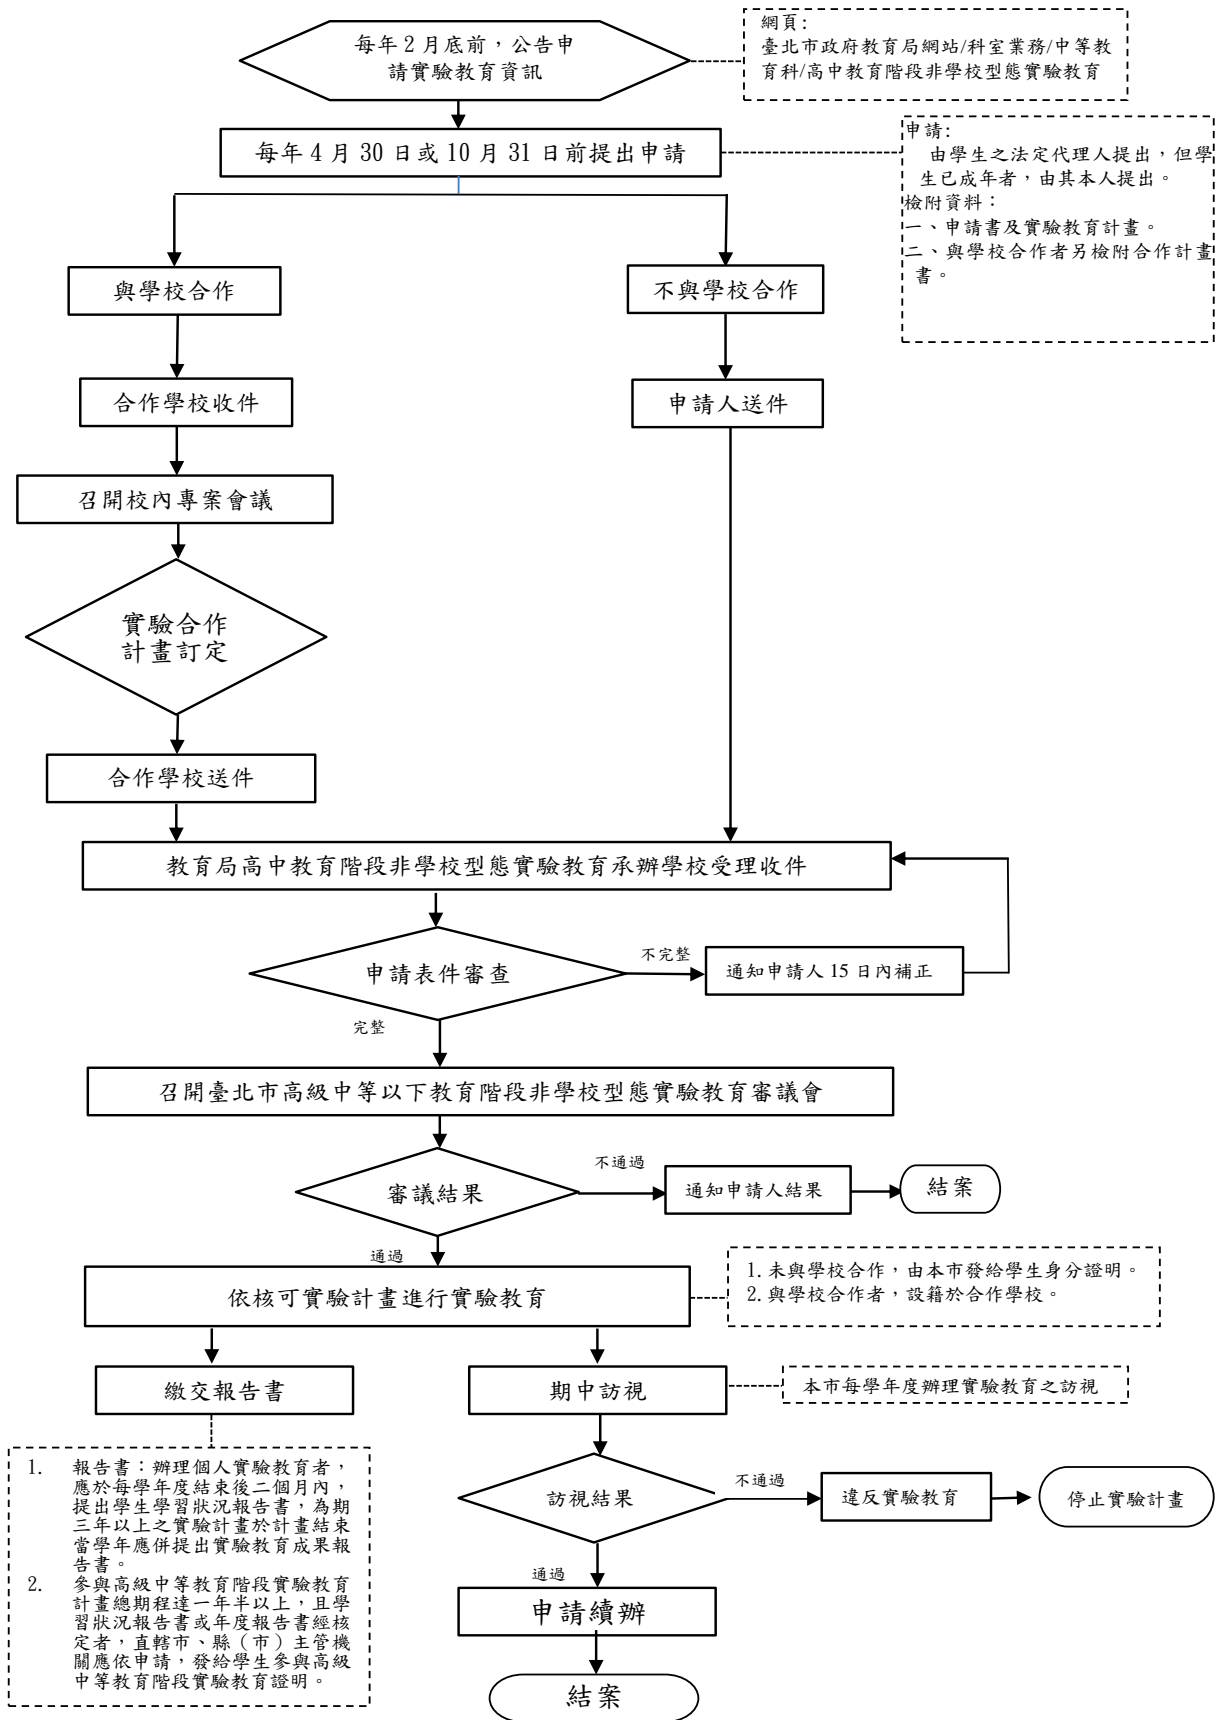 每年 2 月底前，公告申
請實驗教育資訊
網頁:
臺北市政府教育局網站/科室業務/中等教
育科/高中教育階段非學校型態實驗教育
每年 4 月 30 日或 10 月 31 日前提出申請
申請:
由學生之法定代理人提出，但學
生已成年者，由其本人提出。
檢附資料：
一、申請書及實驗教育計畫。
二、與學校合作者另檢附合作計畫
書。
與學校合作
不與學校合作
合作學校收件
申請人送件
召開校內專案會議
實驗合作
計畫訂定
合作學校送件
教育局高中教育階段非學校型態實驗教育承辦學校受理收件
申請表件審查
不完整
通知申請人 15 日內補正
完整
召開臺北市高級中等以下教育階段非學校型態實驗教育審議會
審議結果
不通過
通知申請人結果
結案
通過
依核可實驗計畫進行實驗教育
1. 未與學校合作，由本市發給學生身分證明。
2. 與學校合作者，設籍於合作學校。
繳交報告書
期中訪視
本市每學年度辦理實驗教育之訪視
1. 報告書：辦理個人實驗教育者，
應於每學年度結束後二個月內，
提出學生學習狀況報告書，為期
三年以上之實驗計畫於計畫結束
當學年應併提出實驗教育成果報
告書。
2. 參與高級中等教育階段實驗教育
計畫總期程達一年半以上，且學
習狀況報告書或年度報告書經核
定者，直轄市、縣（市）主管機
關應依申請，發給學生參與高級
中等教育階段實驗教育證明。
訪視結果
不通過
違反實驗教育
停止實驗計畫
通過
申請續辦
結案